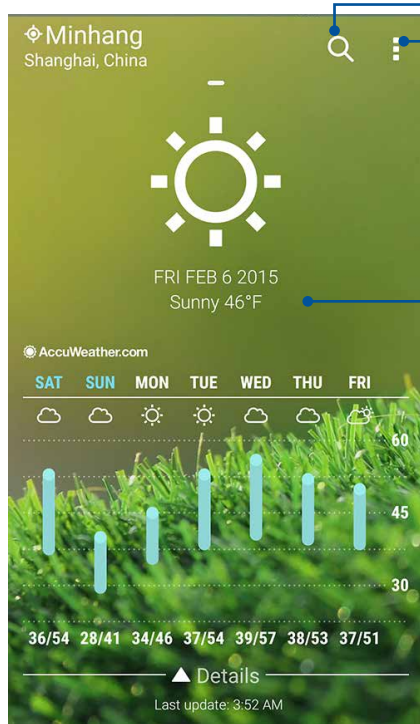 Minhang
Shanghai, China
FRI FEB 6 2015
Sunny 46°F
AccuWeather.com
SAT SUN MON TUE WED THU FRI
60
45
30
36/54 28/41 34/46 37/54 39/57 38/53 37/51
Details
Last update: 3:52 AM